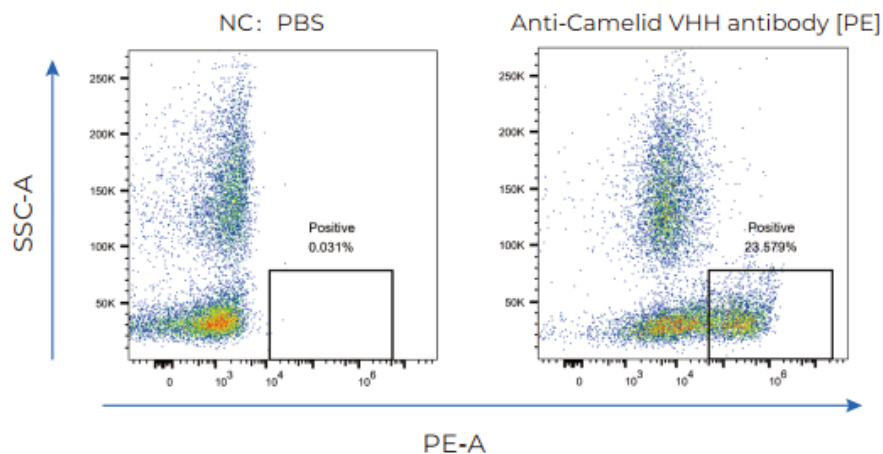 NC: PBS
Anti-Camelid VHH antibody [PE]
SSC-A
250K
200K
150K
100K
50K
Positive
0.031%
0
10³
10⁴
10⁶
250K
200K
150K
100K
50K
Positive
23.579%
0
10³
10⁴
10⁶
PE-A